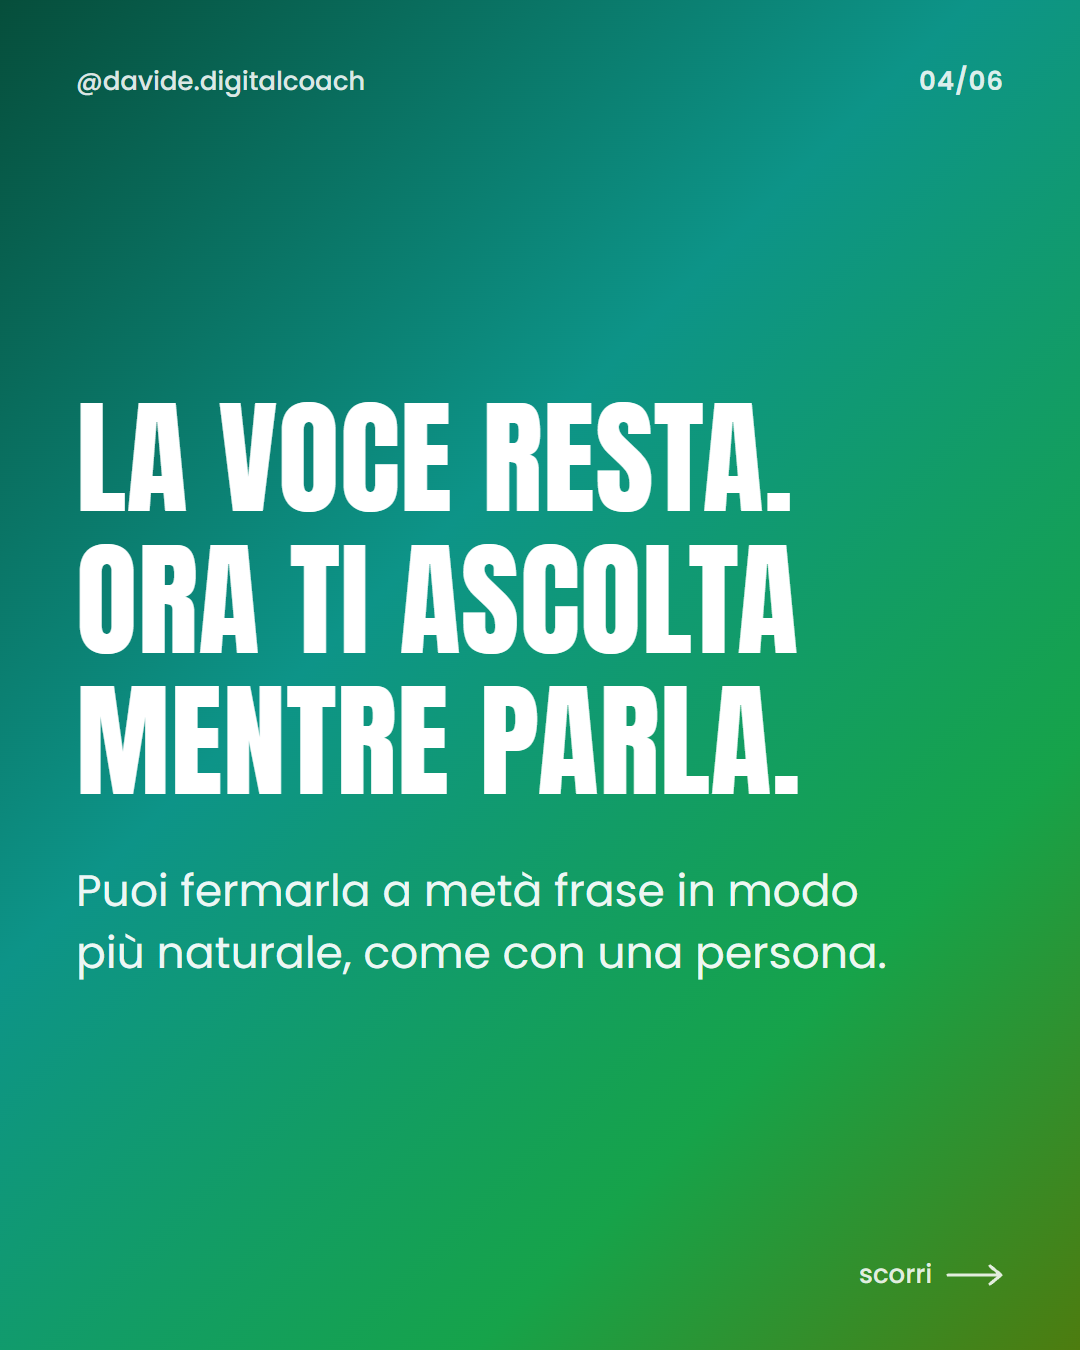 @davide.digitalcoach
04/06
LA VOCE RESTA.
ORA TI ASCOLTA
MENTRE PARLA.
Puoi fermarla a metà frase in modo
più naturale, come con una persona.
scorri